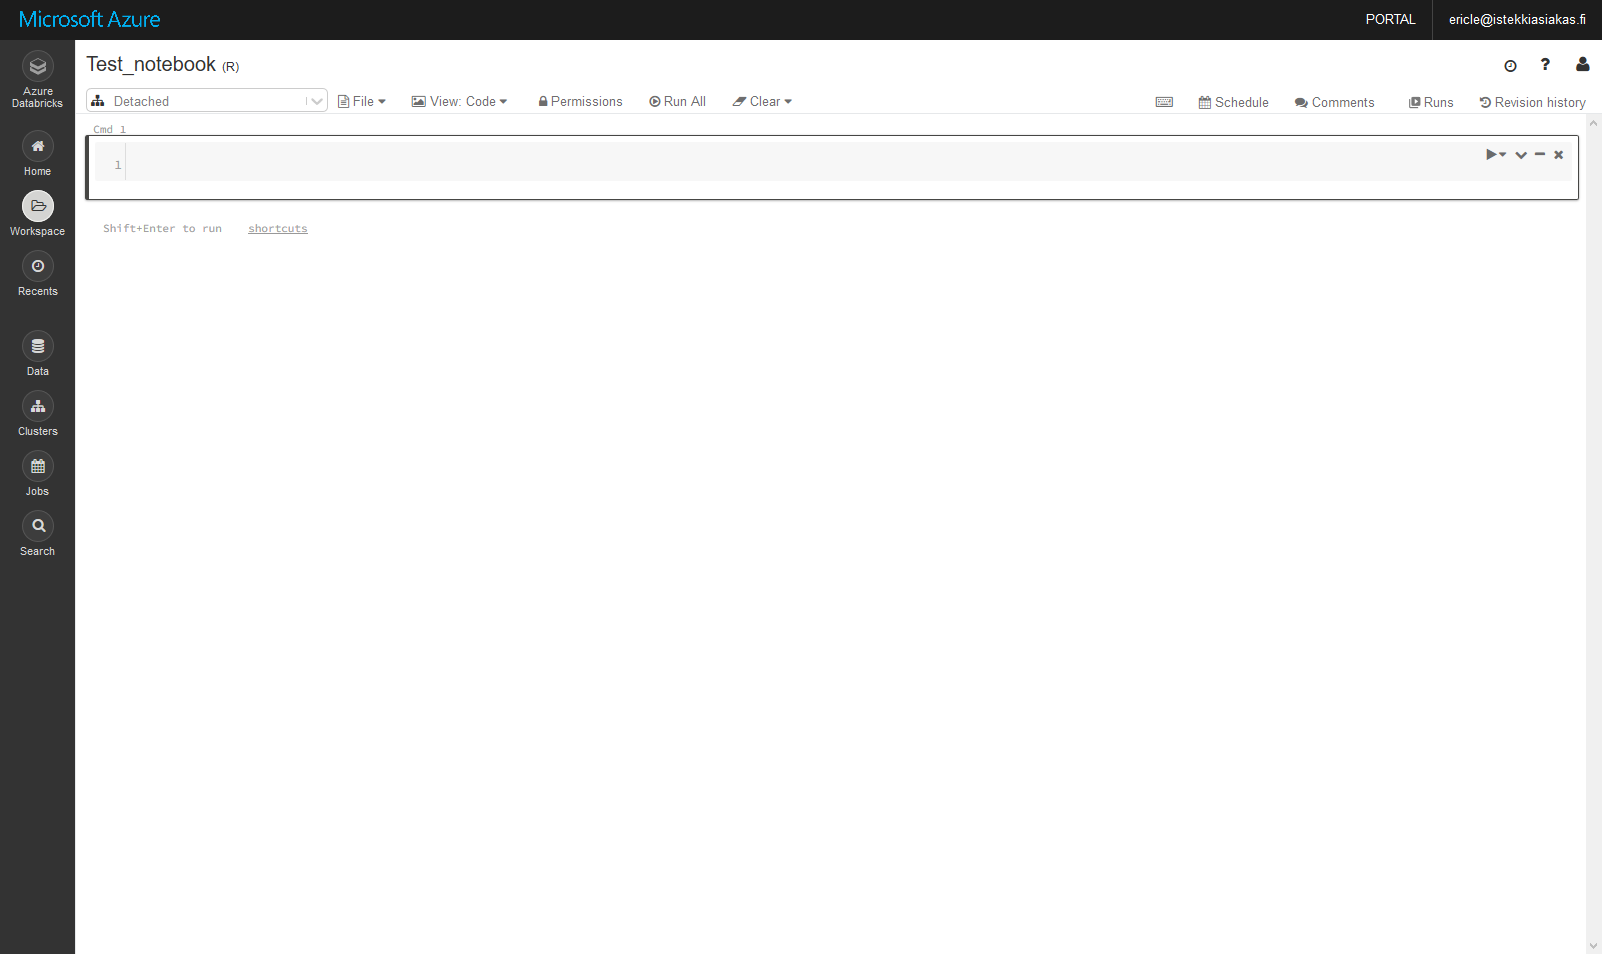 Microsoft Azure
PORTAL
ericle@istekkiasiakas.fi
Azure
Databricks
Home
Workspace
Recents
Data
Clusters
Jobs
Search
Test_notebook (R)
Detached
File
View: Code
Permissions
Run All
Clear
Schedule
Comments
Runs
Revision history
Cmd 1
1
Shift+Enter to run shortcuts